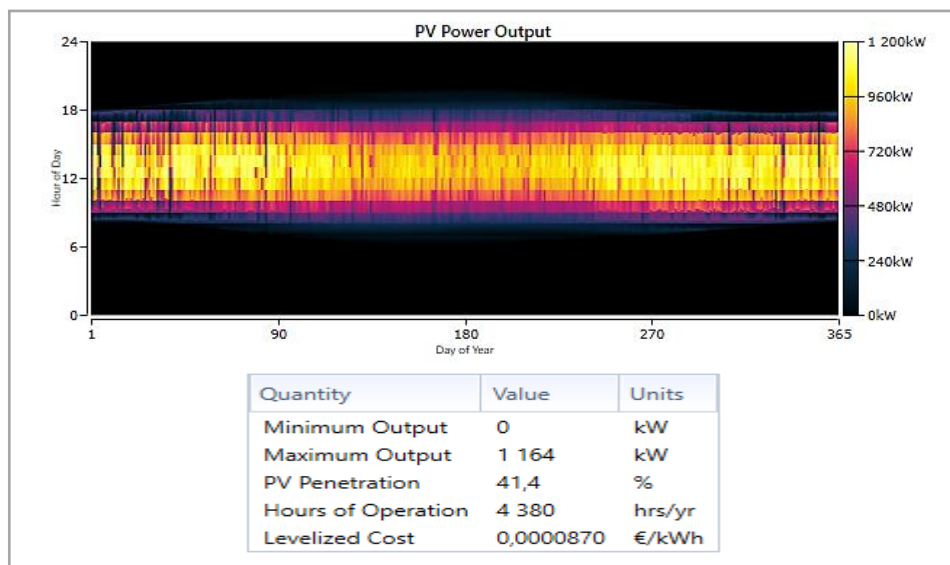 PV Power Output
24
18
12
6
0
Hour of Day
1 90 180 270 365
Day of Year
1 200kW
960kW
720kW
480kW
240kW
0kW
Quantity Value Units
Minimum Output 0 kW
Maximum Output 1 164 kW
PV Penetration 41,4 %
Hours of Operation 4 380 hrs/yr
Levelized Cost 0,0000870 €/kWh